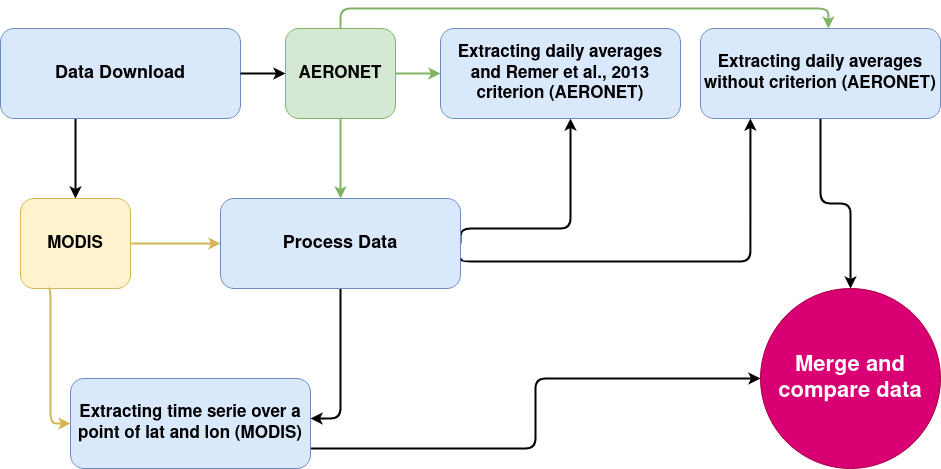 Data Download
AERONET
Extracting daily averages
and Remer et al., 2013
criterion (AERONET)
Extracting daily averages
without criterion (AERONET)
MODIS
Process Data
Merge and
compare data
Extracting time serie over a
point of lat and lon (MODIS)